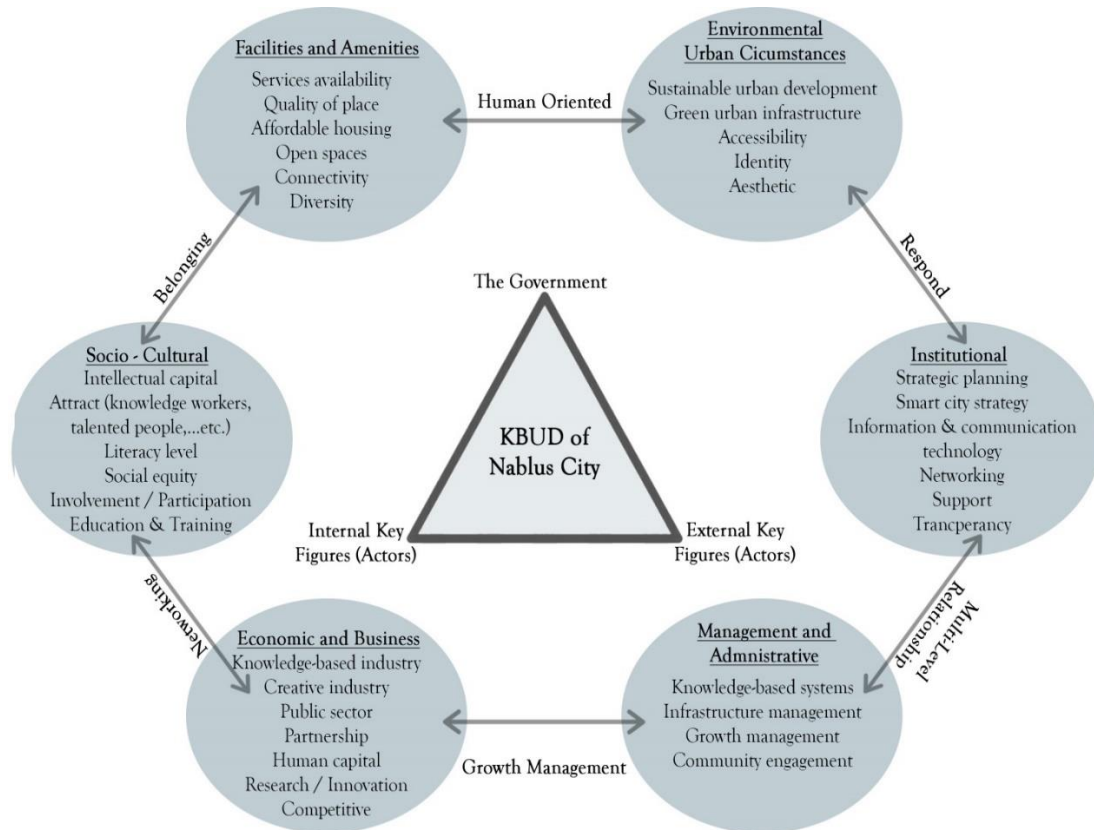 Facilities and Amenities
Services availability
Quality of place
Affordable housing
Open spaces
Connectivity
Diversity
Human Oriented
Environmental
Urban Cicumstances
Sustainable urban development
Green urban infrastructure
Accessibility
Identity
Aesthetic
Belonging
Respond
The Government
KBUD of
Nablus City
Internal Key
Figures (Actors)
External Key
Figures (Actors)
Socio - Cultural
Intellectual capital
Attract (knowledge workers,
talented people,...etc.)
Literacy level
Social equity
Involvement / Participation
Education & Training
Institutional
Strategic planning
Smart city strategy
Information & communication
technology
Networking
Support
Trancperancy
Networking
Multi-Level
Relationship
Economic and Business
Knowledge-based industry
Creative industry
Public sector
Partnership
Human capital
Research / Innovation
Competitive
Growth Management
Management and
Admnistrative
Knowledge-based systems
Infrastructure management
Growth management
Community engagement